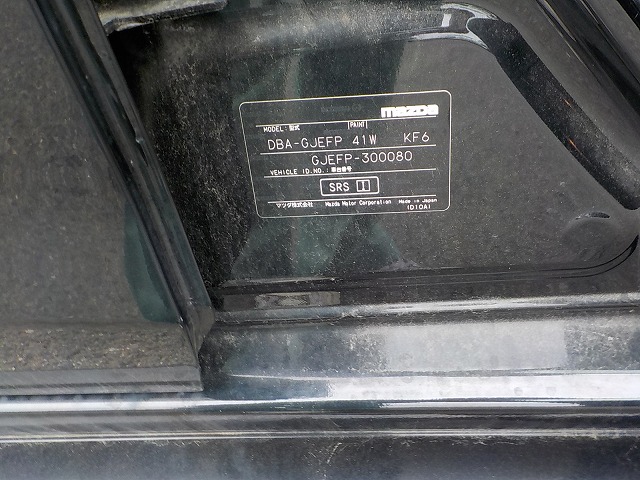 mazda
MODEL: 型式 PAINT
DBA-GJEFP 41W KF6
GJEFP-300080
VEHICLE ID.NO.: 車台番号
SRS
マツダ株式会社 Mazda Motor Corporation Made in Japan
(D10A)